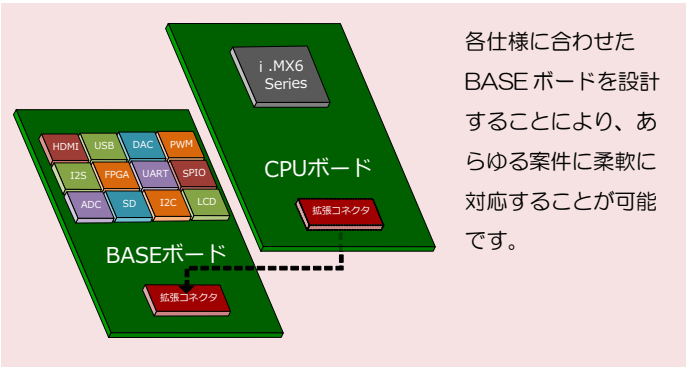 i .MX6
Series
CPUボード
拡張コネクタ
HDMI USB DAC PWM
I2S FPGA UART SPIO
ADC SD I2C LCD
BASEボード
拡張コネクタ
各仕様に合わせた
BASE ボードを設計
することにより、あ
らゆる案件に柔軟に
対応することが可能
です。